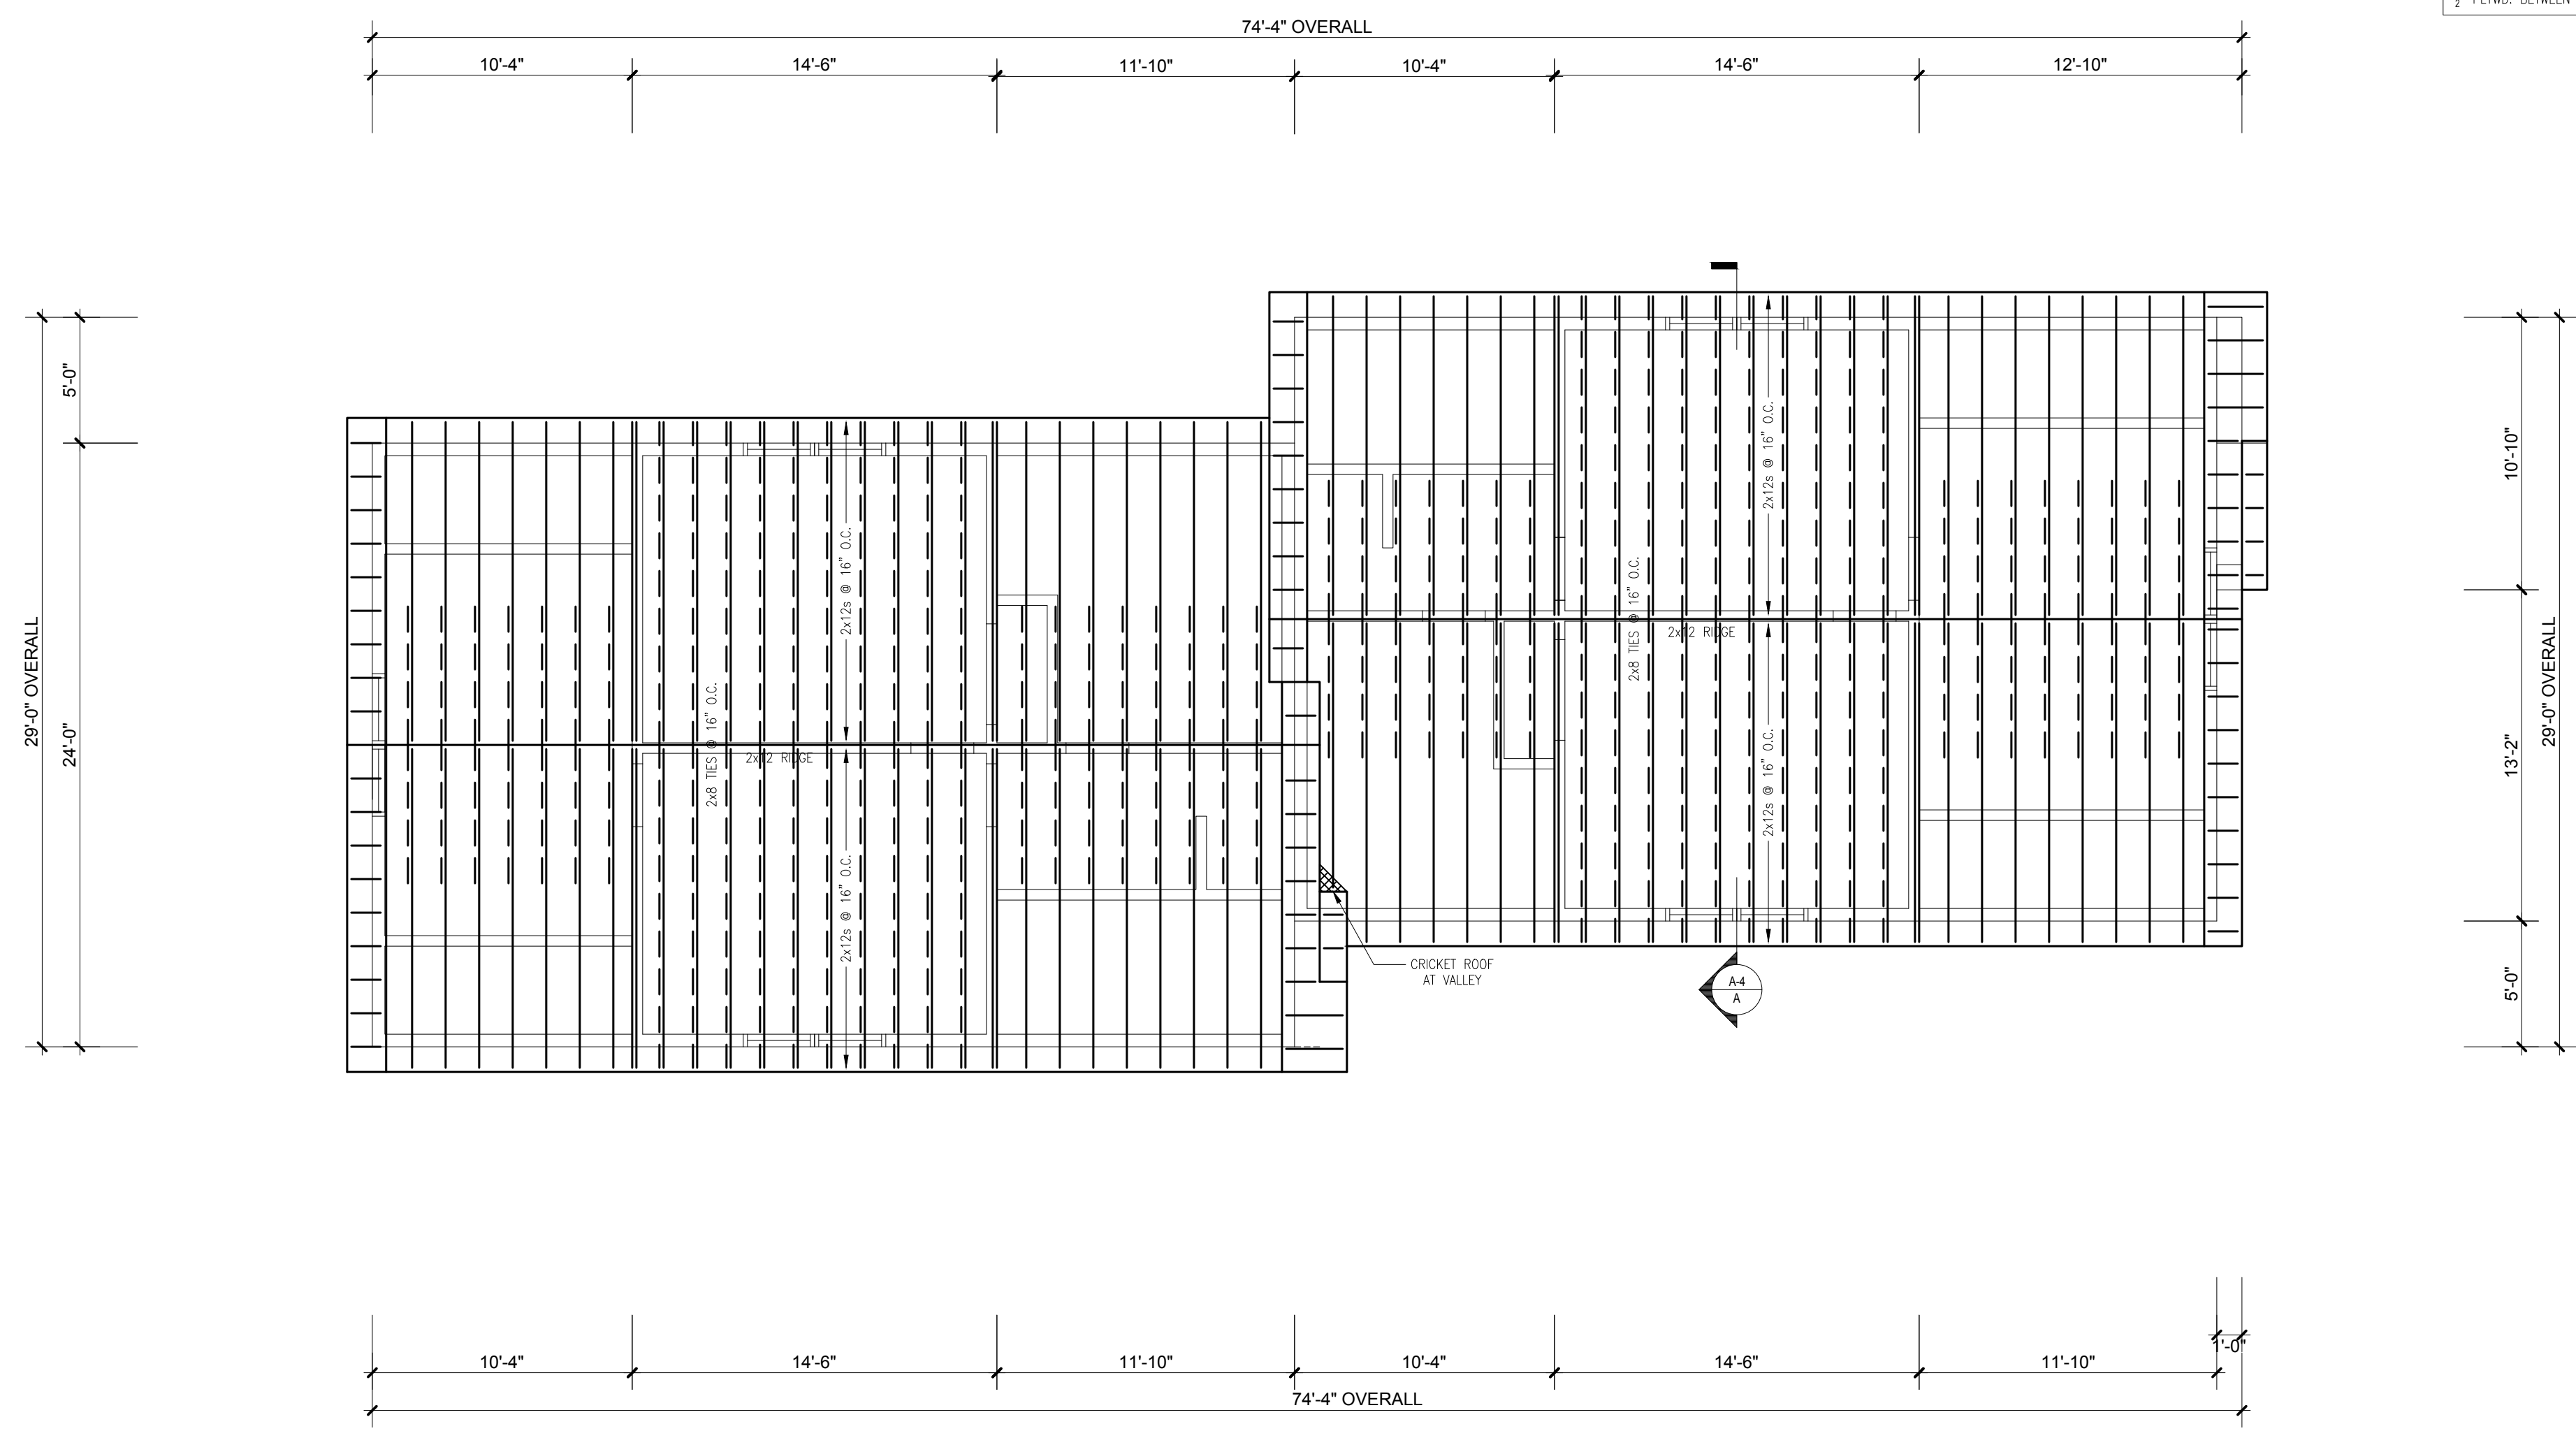 2 PLYWD. BETWEEN
74'-4" OVERALL
10'-4"
14'-6"
11'-10"
10'-4"
14'-6"
12'-10"
5'-0"
24'-0"
29'-0" OVERALL
10'-10"
13'-2"
5'-0"
29'-0" OVERALL
2x12s @ 16" O.C.
2x12s @ 16" O.C.
2x8 TIES @ 16" O.C.
2x12 RIDGE
2x12s @ 16" O.C.
2x8 TIES @ 16" O.C.
2x12 RIDGE
2x12s @ 16" O.C.
CRICKET ROOF
AT VALLEY
A-4
A
10'-4"
14'-6"
11'-10"
10'-4"
14'-6"
11'-10"
1'-0"
74'-4" OVERALL